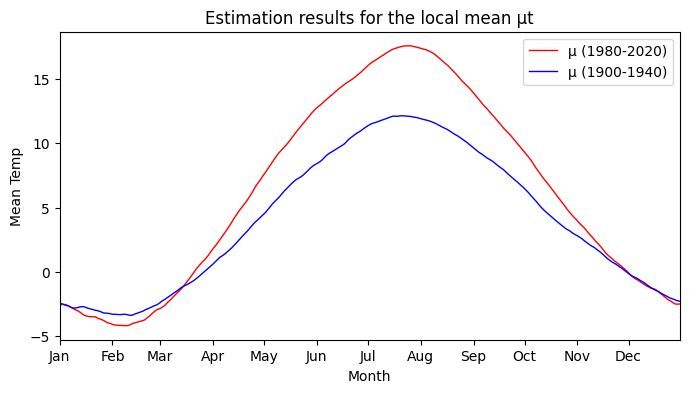 Estimation results for the local mean μt
μ (1980-2020)
μ (1900-1940)
Mean Temp
15
10
5
0
−5
Jan Feb Mar Apr May Jun Jul Aug Sep Oct Nov Dec
Month